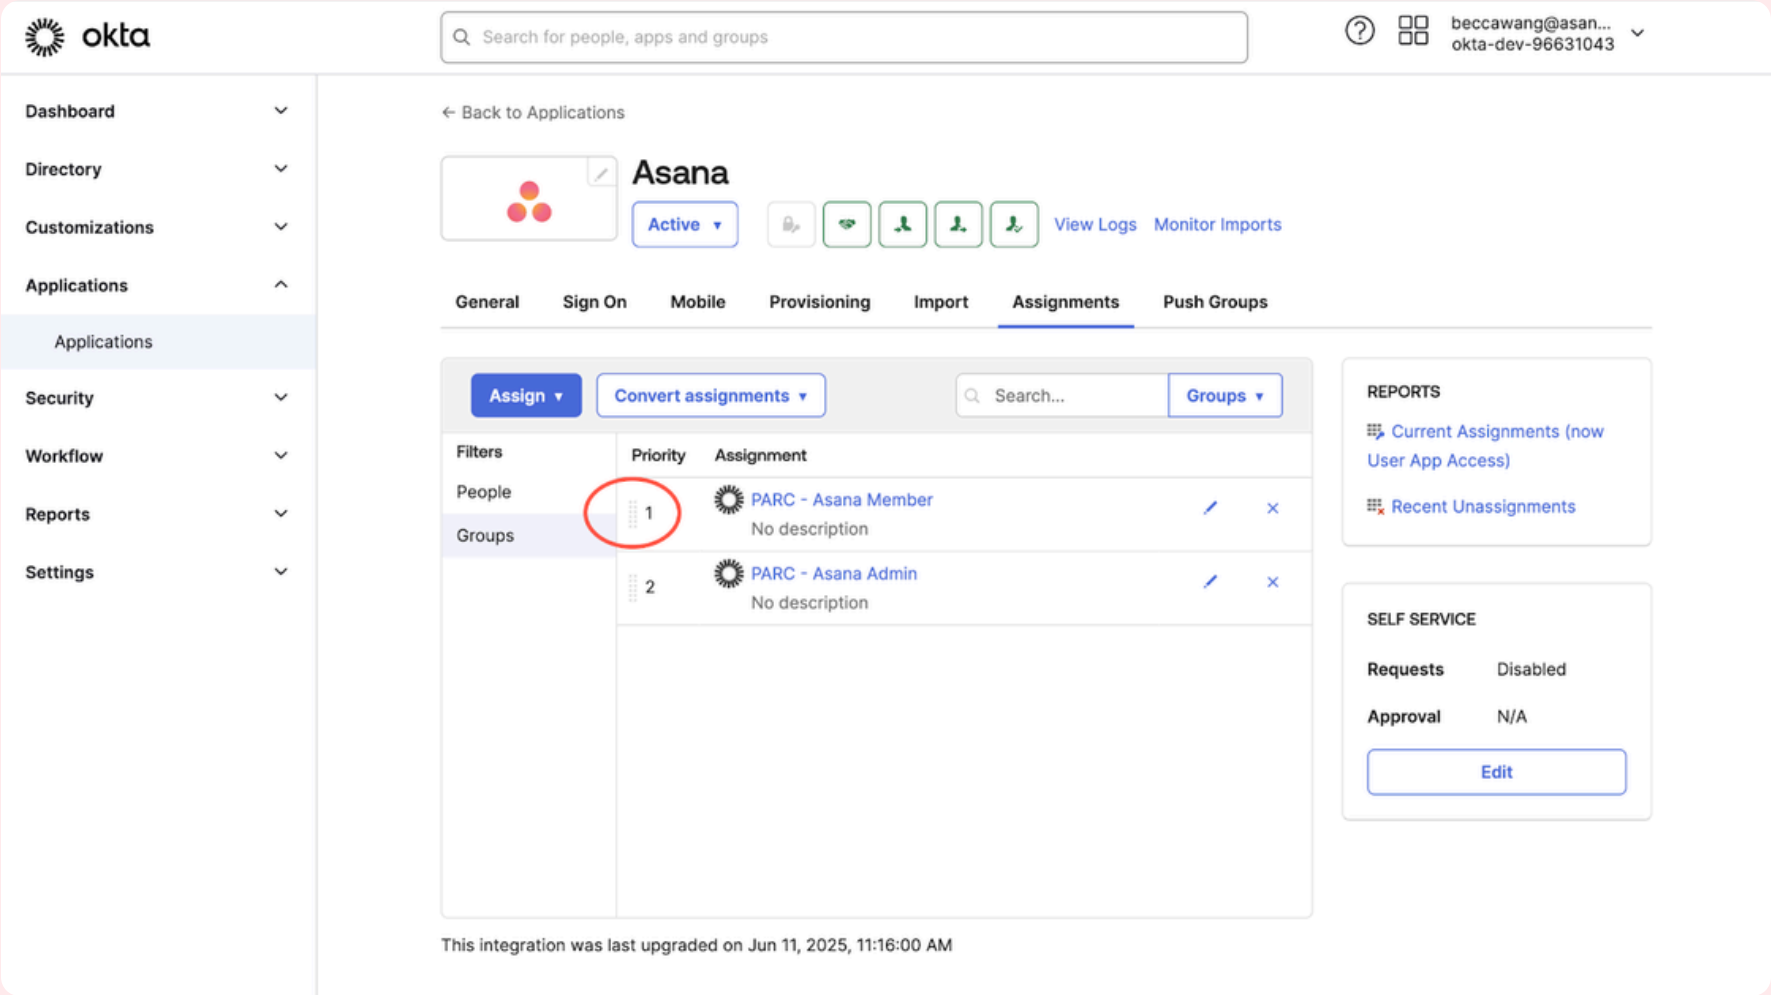 okta
Search for people, apps and groups
beccawang@asan...
okta-dev-96631043
Dashboard
Directory
Customizations
Applications
Applications
Security
Workflow
Reports
Settings
← Back to Applications
Asana
Active
View Logs
Monitor Imports
General Sign On Mobile Provisioning Import Assignments Push Groups
Assign
Convert assignments
Search...
Groups
Filters
People
Groups
Priority Assignment
1 PARC - Asana Member
No description
2 PARC - Asana Admin
No description
REPORTS
Current Assignments (now
User App Access)
Recent Unassignments
SELF SERVICE
Requests Disabled
Approval N/A
Edit
This integration was last upgraded on Jun 11, 2025, 11:16:00 AM